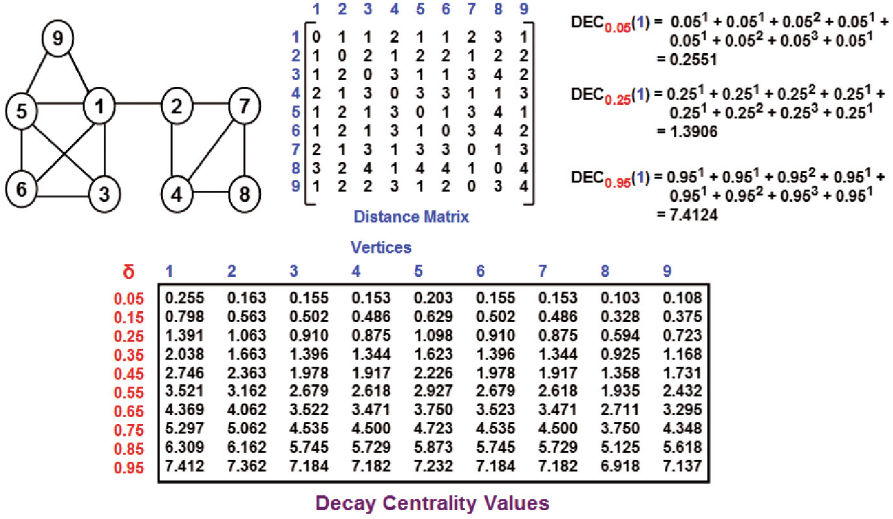 9
5
1
2
7
6
3
4
8
1 2 3 4 5 6 7 8 9
1 0 1 1 2 1 1 2 3 1
2 1 0 2 1 2 2 1 2 2
3 1 2 0 3 1 1 3 4 2
4 2 1 3 0 3 3 1 1 3
5 1 2 1 3 0 1 3 4 1
6 1 2 1 3 1 0 3 4 2
7 2 1 3 1 3 3 0 1 3
8 3 2 4 1 4 4 1 0 4
9 1 2 2 3 1 2 0 3 4
Distance Matrix
DEC0.05(1) = 0.05¹ + 0.05¹ + 0.05² + 0.05¹ +
0.05¹ + 0.05² + 0.05³ + 0.05¹
= 0.2551
DEC0.25(1) = 0.25¹ + 0.25¹ + 0.25² + 0.25¹ +
0.25¹ + 0.25² + 0.25³ + 0.25¹
= 1.3906
DEC0.95(1) = 0.95¹ + 0.95¹ + 0.95² + 0.95¹ +
0.95¹ + 0.95² + 0.95³ + 0.95¹
= 7.4124
Vertices
δ 1 2 3 4 5 6 7 8 9
0.05 0.255 0.163 0.155 0.153 0.203 0.155 0.153 0.103 0.108
0.15 0.798 0.563 0.502 0.486 0.629 0.502 0.486 0.328 0.375
0.25 1.391 1.063 0.910 0.875 1.098 0.910 0.875 0.594 0.723
0.35 2.038 1.663 1.396 1.344 1.623 1.396 1.344 0.925 1.168
0.45 2.746 2.363 1.978 1.917 2.226 1.978 1.917 1.358 1.731
0.55 3.521 3.162 2.679 2.618 2.927 2.679 2.618 1.935 2.432
0.65 4.369 4.062 3.522 3.471 3.750 3.523 3.471 2.711 3.295
0.75 5.297 5.062 4.535 4.500 4.723 4.535 4.500 3.750 4.348
0.85 6.309 6.162 5.745 5.729 5.873 5.745 5.729 5.125 5.618
0.95 7.412 7.362 7.184 7.182 7.232 7.184 7.182 6.918 7.137
Decay Centrality Values